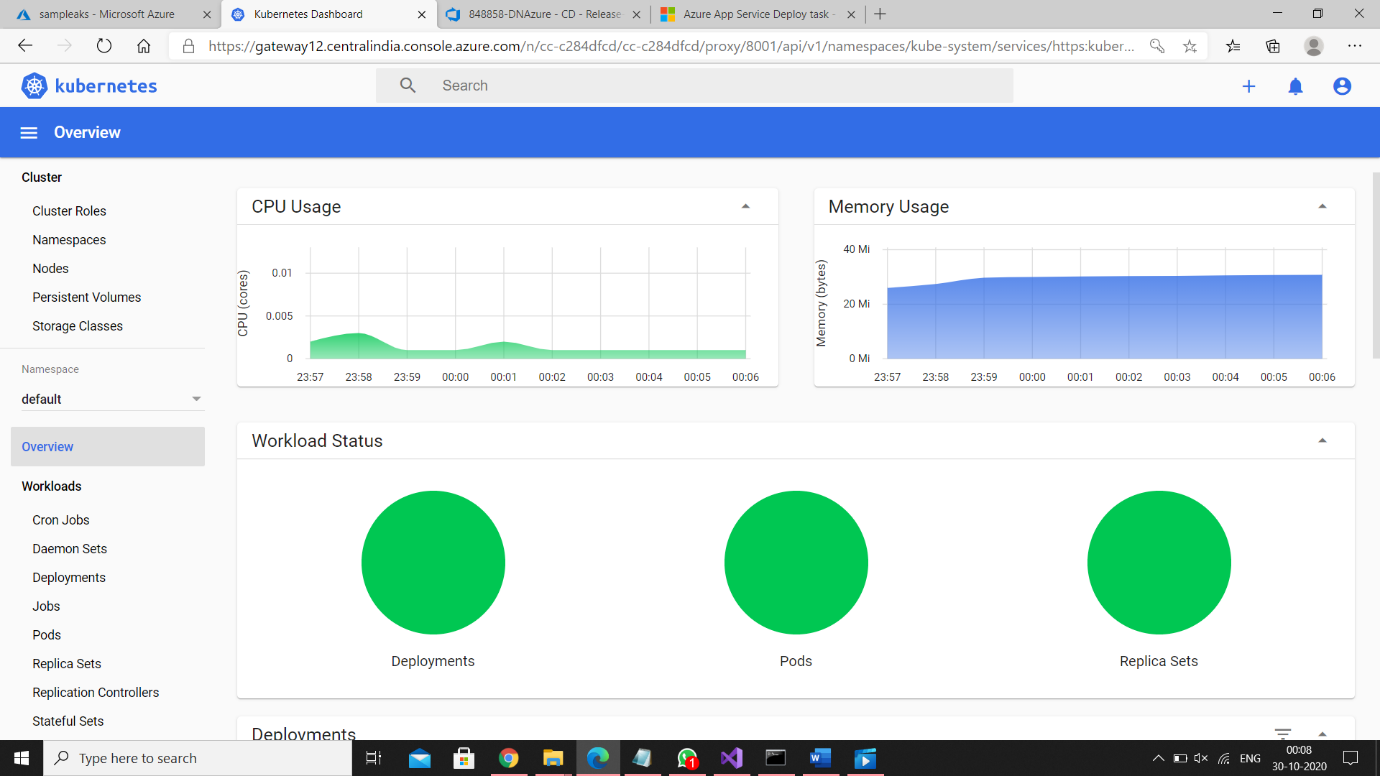 sampleaks - Microsoft Azure
Kubernetes Dashboard
848858-DNAzure - CD - Release-
Azure App Service Deploy task -
https://gateway12.centralindia.console.azure.com/n/cc-c284dfcd/cc-c284dfcd/proxy/8001/api/v1/namespaces/kube-system/services/https:kuber...
kubernetes
Search
Overview
Cluster
Cluster Roles
Namespaces
Nodes
Persistent Volumes
Storage Classes
Namespace
default
Overview
Workloads
Cron Jobs
Daemon Sets
Deployments
Jobs
Pods
Replica Sets
Replication Controllers
Stateful Sets
CPU Usage
CPU (cores)
0.01
0.005
0
23:57 23:58 23:59 00:00 00:01 00:02 00:03 00:04 00:05 00:06
Memory Usage
Memory (bytes)
40 Mi
20 Mi
0 Mi
23:57 23:58 23:59 00:00 00:01 00:02 00:03 00:04 00:05 00:06
Workload Status
Deployments
Pods
Replica Sets
Deployments
Type here to search
1
ENG
00:08
30-10-2020